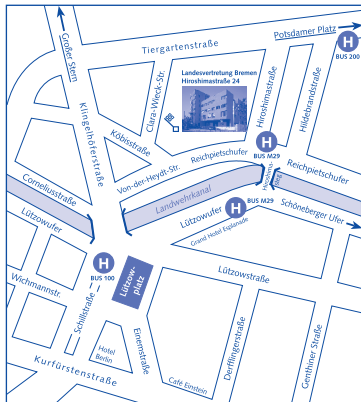 Potsdamer Platz
H
BUS 200
Großer Stern
Tiergartenstraße
Landesvertretung Bremen
Hiroshimastraße 24
Clara-Wieck-Str.
Hiroshimastraße
Hildebrandstraße
Klingelhöferstraße
Köbisstraße
H
BUS M29
Reichpietschufer
Von-der-Heydt-Str.
Reichpietschufer
Corneliusstraße
Landwehrkanal
Lützowufer
Lützowufer
H
BUS M29
Schöneberger Ufer
Grand Hotel Esplanade
H
BUS 100
Lützow-
platz
Lützowstraße
Wichmannstr.
Schillstraße
Hotel
Berlin
Einemstraße
Derfflingerstraße
Genthiner Straße
Kurfürstenstraße
Café Einstein